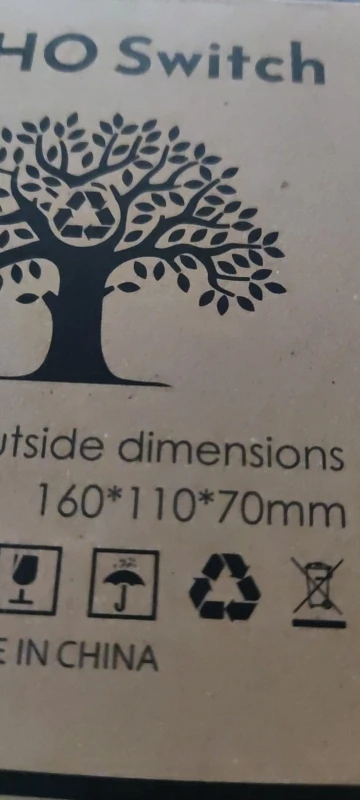 HO Switch
utside dimensions
160*110*70mm
E IN CHINA